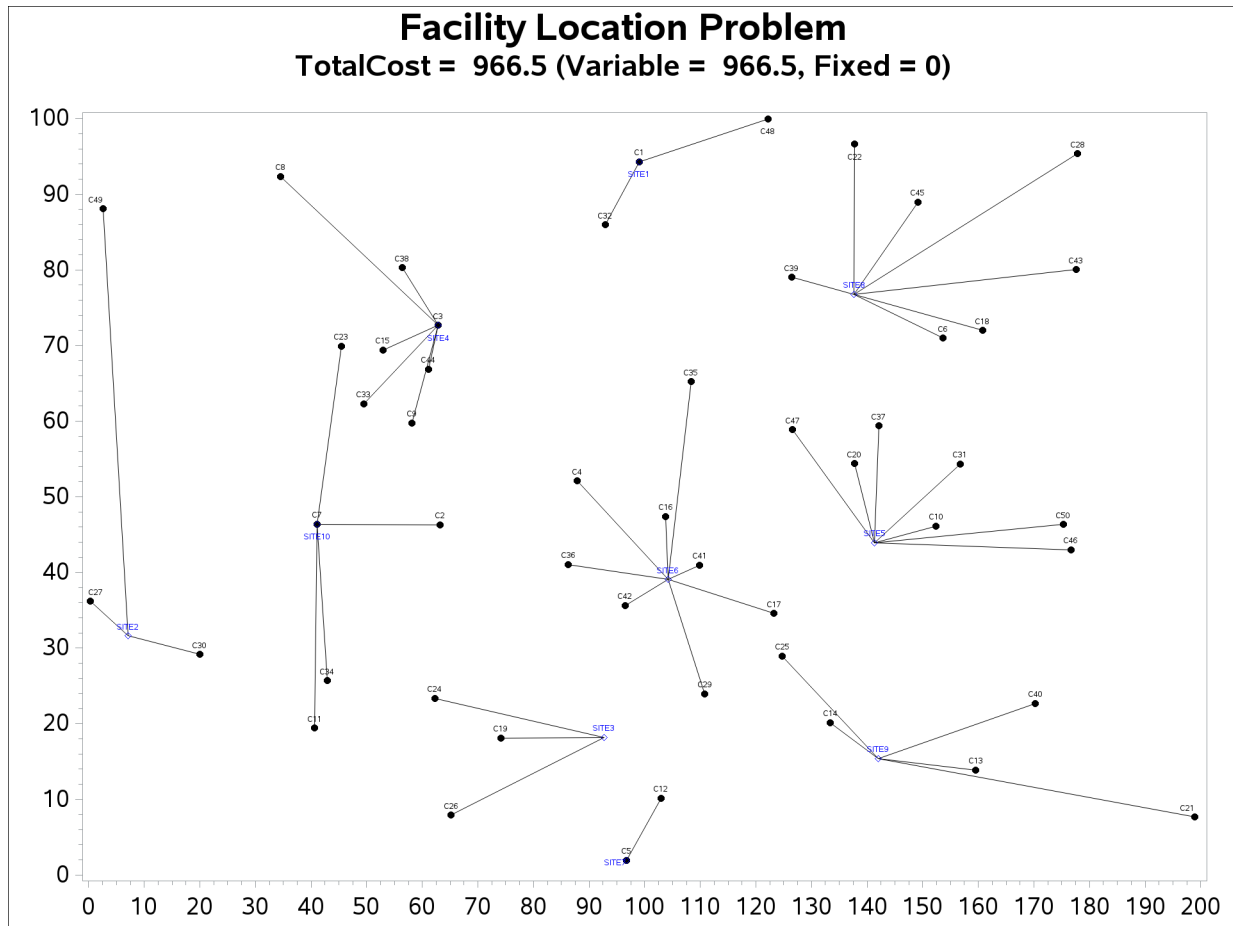 Facility Location Problem
TotalCost = 966.5 (Variable = 966.5, Fixed = 0)
100
90
80
70
60
50
40
30
20
10
0
C48
C1
SITE1
C32
C22
C28
C8
C45
C49
C38
C39
SITE8
C43
C3
SITE4
C18
C6
C23
C15
C44
C33
C9
C35
C47
C37
C20
C31
C4
C16
C7
SITE10
C2
C10
C50
SITE5
C46
C36
C41
SITE6
C42
C17
C27
SITE2
C30
C25
C34
C29
C24
C40
C11
C19
SITE3
C14
SITE9
C13
C12
C26
C21
C5
SITE7
0 10 20 30 40 50 60 70 80 90 100 110 120 130 140 150 160 170 180 190 200